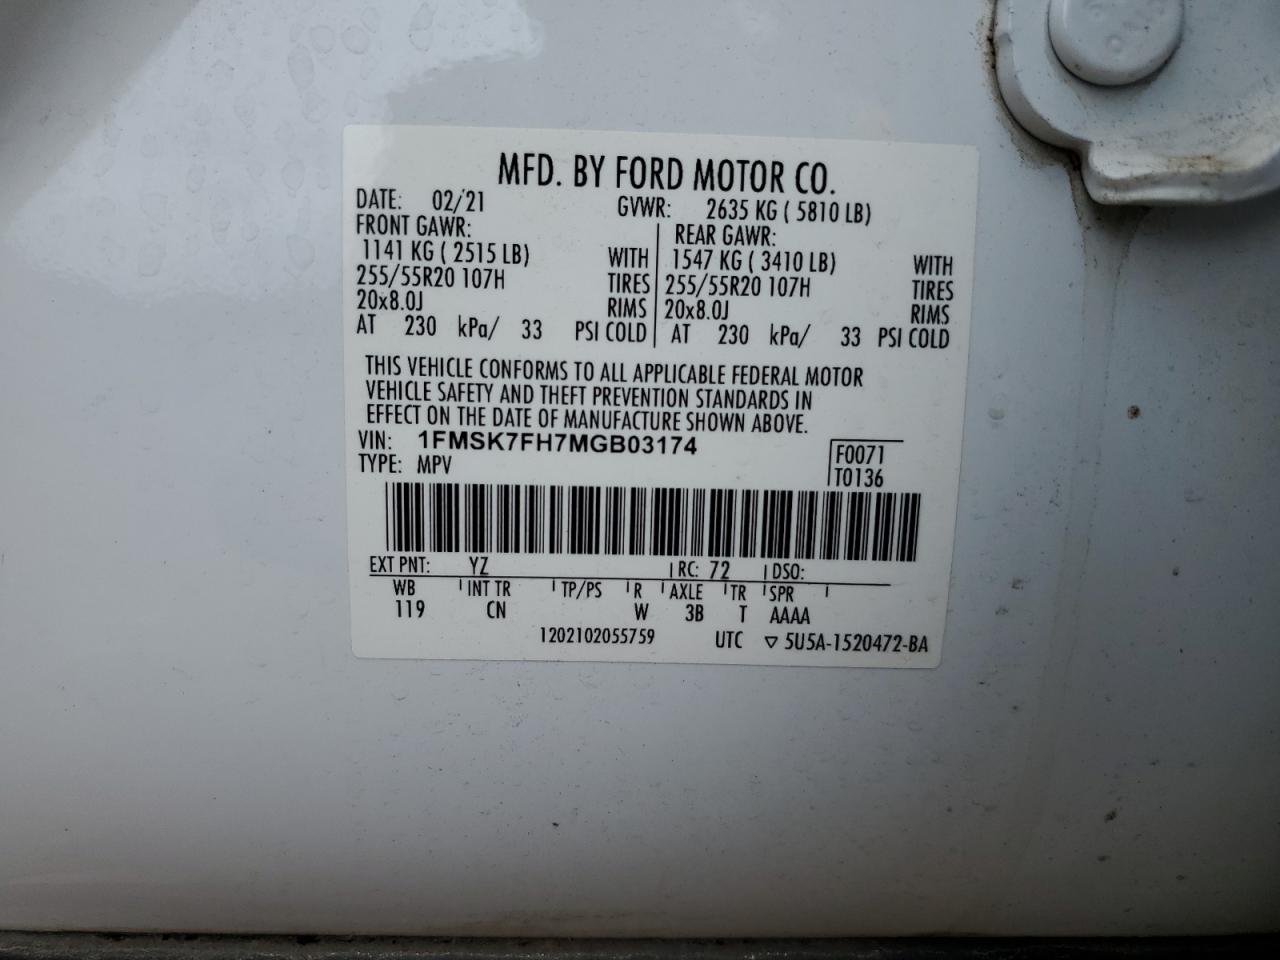 MFD. BY FORD MOTOR CO.
DATE: 02/21 GVWR: 2635 KG ( 5810 LB)
FRONT GAWR: REAR GAWR:
1141 KG ( 2515 LB) WITH 1547 KG ( 3410 LB) WITH
255/55R20 107H TIRES 255/55R20 107H TIRES
20x8.0J RIMS 20x8.0J RIMS
AT 230 kPa/ 33 PSI COLD AT 230 kPa/ 33 PSI COLD
THIS VEHICLE CONFORMS TO ALL APPLICABLE FEDERAL MOTOR
VEHICLE SAFETY AND THEFT PREVENTION STANDARDS IN
EFFECT ON THE DATE OF MANUFACTURE SHOWN ABOVE.
VIN: 1FMSK7FH7MGB03174 F0071
TYPE: MPV T0136
EXT PNT: YZ RC: 72 DSO:
WB INT TR TP/PS R AXLE TR SPR
119 CN W 3B T AAAA
1202102055759 UTC ▽ 5U5A-1520472-BA